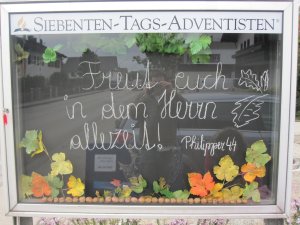 SIEBENTEN-TAGS-ADVENTISTEN
Freut euch
in dem Herrn
allezeit!
Philipper 4,4